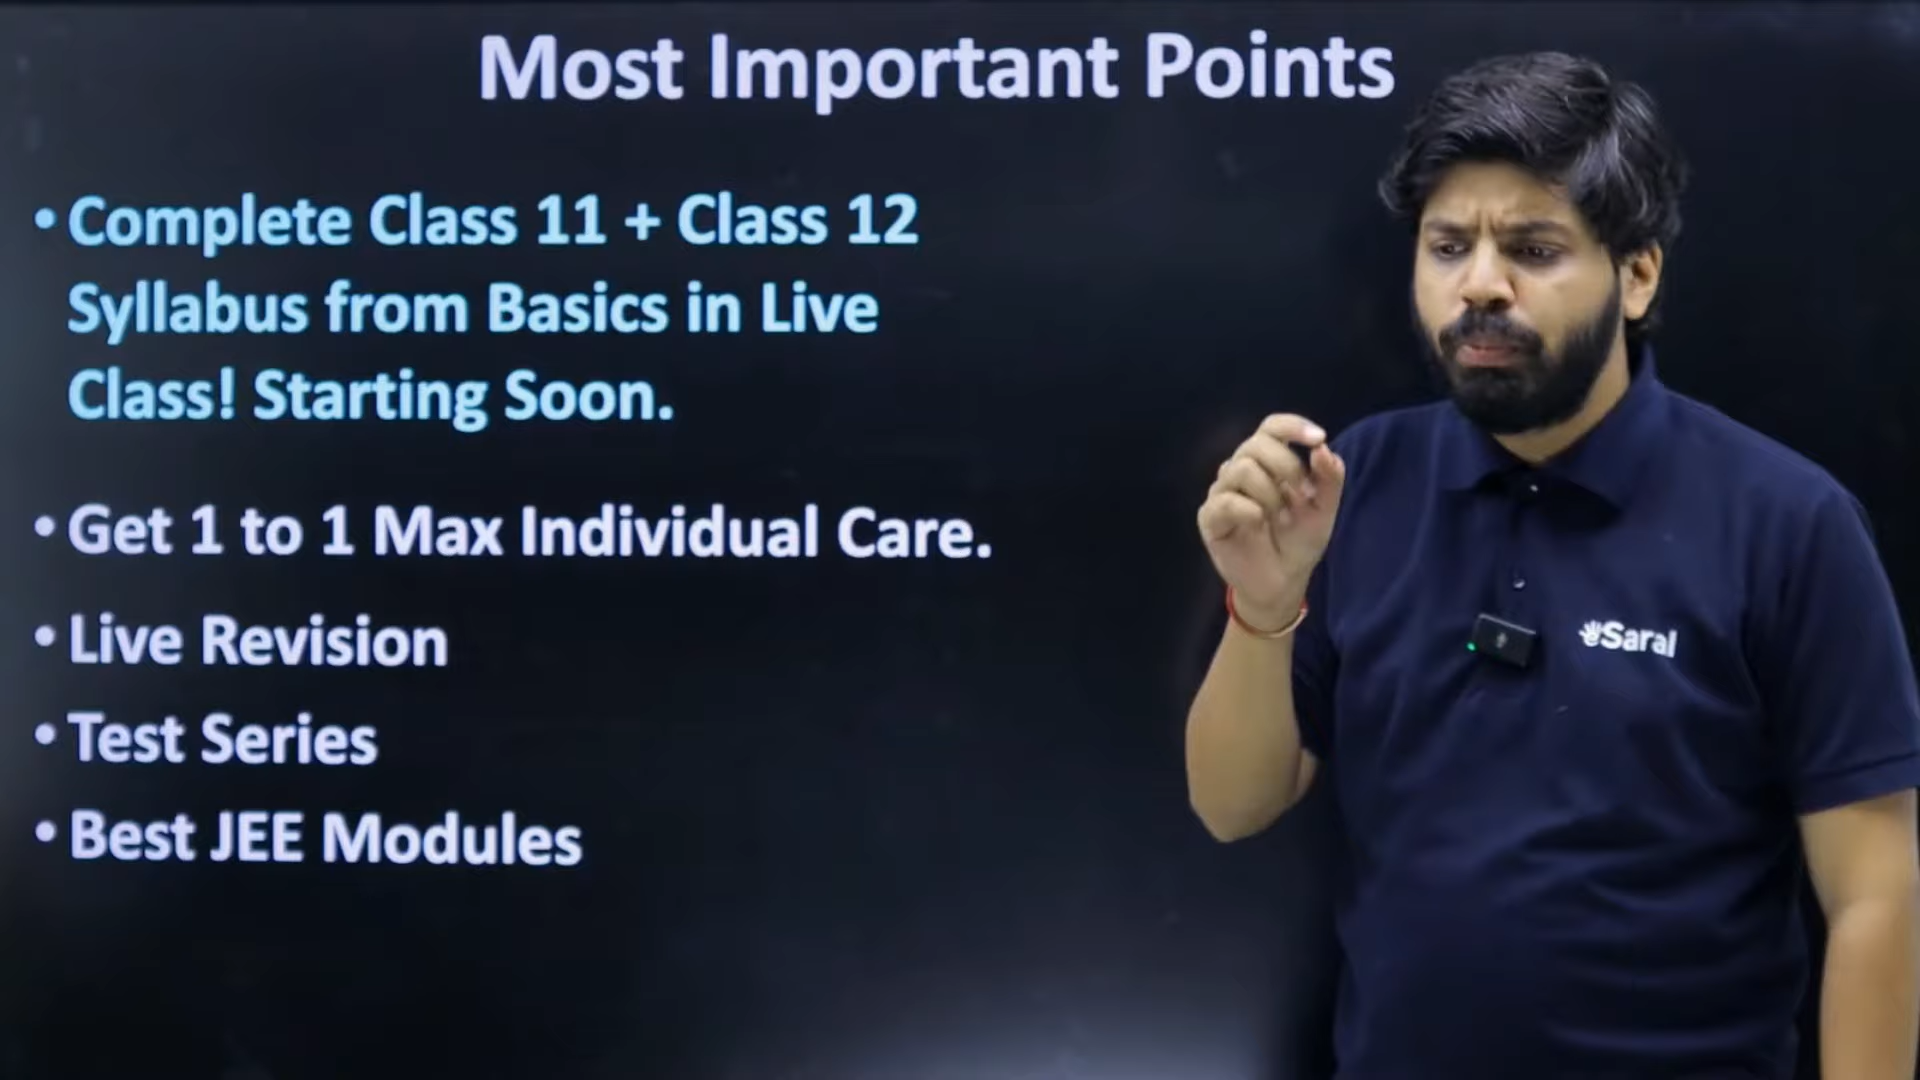 Most Important Points
• Complete Class 11 + Class 12
Syllabus from Basics in Live
Class! Starting Soon.
• Get 1 to 1 Max Individual Care.
• Live Revision
• Test Series
• Best JEE Modules
eSaral